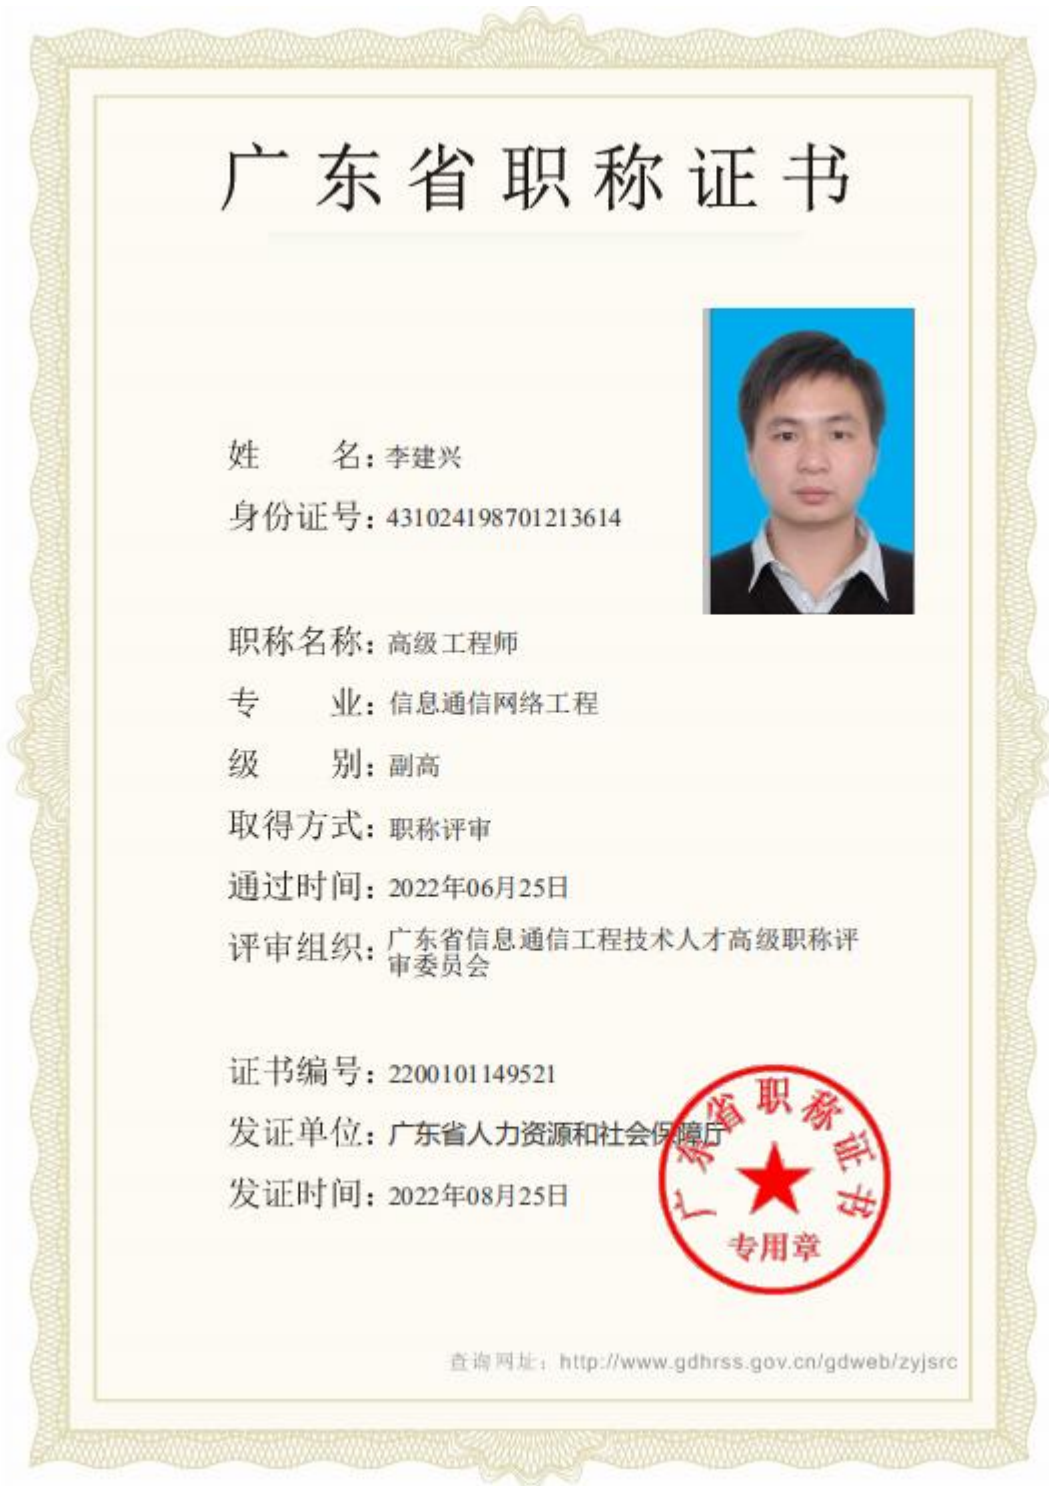 广东省职称证书
姓 名：李建兴
身份证号：431024198701213614
职称名称：高级工程师
专 业：信息通信网络工程
级 别：副高
取得方式：职称评审
通过时间：2022年06月25日
评审组织：广东省信息通信工程技术人才高级职称评
审委员会
证书编号：2200101149521
发证单位：广东省人力资源和社会保障厅
发证时间：2022年08月25日
广东省职称证书
专用章
查询网址：http://www.gdhrss.gov.cn/gdweb/zyjsrc